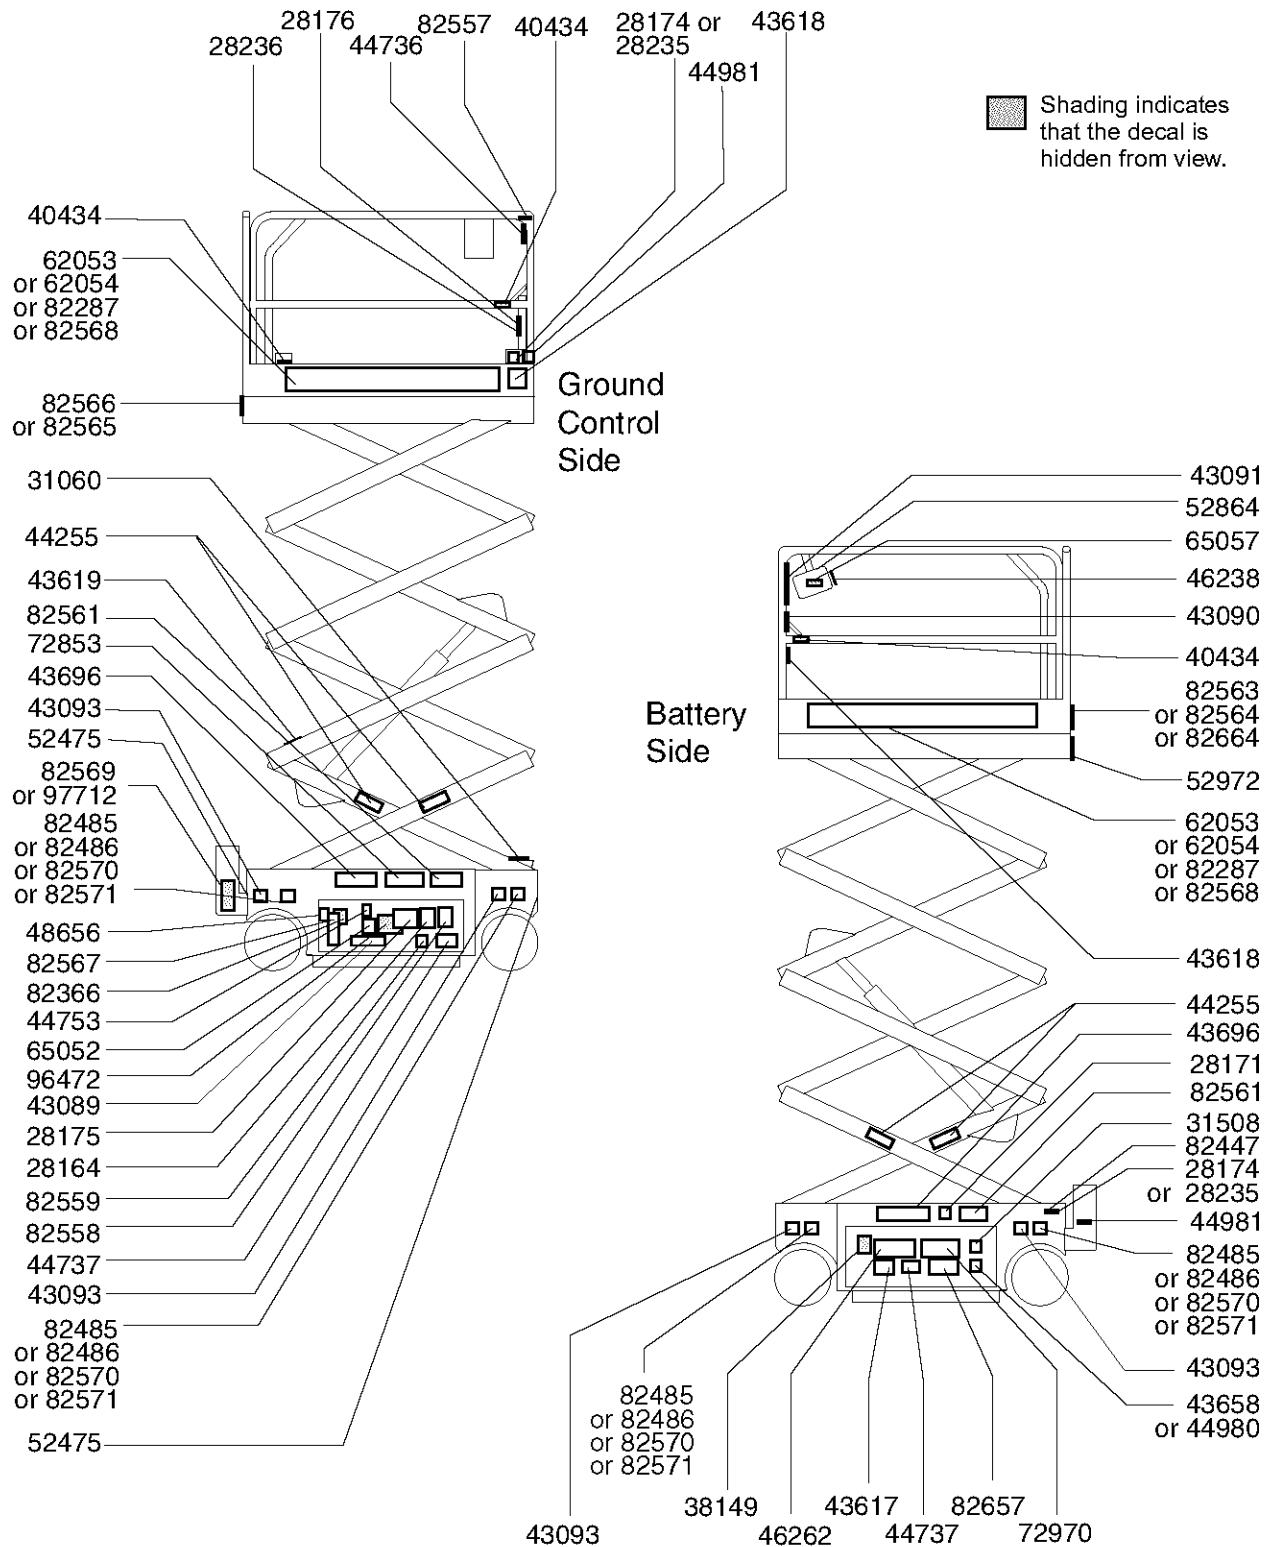 28236
28176
44736
82557
40434
28174 or
28235
44981
43618
Shading indicates
that the decal is
hidden from view.
40434
62053
or 62054
or 82287
or 82568
82566
or 82565
Ground
Control
Side
31060
44255
43619
82561
72853
43696
43093
52475
82569
or 97712
82485
or 82486
or 82570
or 82571
48656
82567
82366
44753
65052
96472
43089
28175
28164
82559
82558
44737
43093
82485
or 82486
or 82570
or 82571
52475
Battery
Side
43091
52864
65057
46238
43090
40434
82563
or 82564
or 82664
52972
62053
or 62054
or 82287
or 82568
43618
44255
43696
28171
82561
31508
82447
28174
or 28235
44981
82485
or 82486
or 82570
or 82571
43093
43658
or 44980
82485
or 82486
or 82570
or 82571
43093
38149
46262
43617
44737
82657
72970